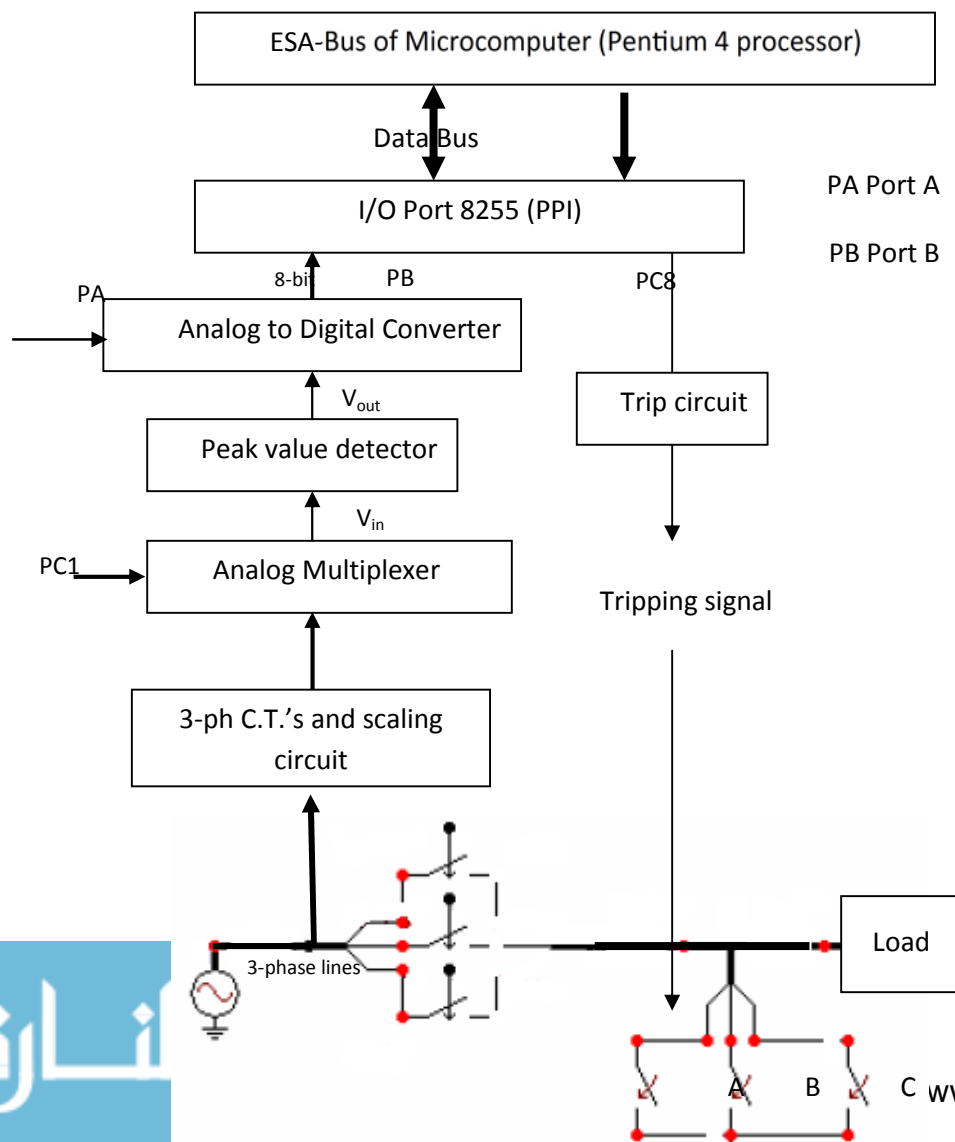 ESA-Bus of Microcomputer (Pentium 4 processor)
Data Bus
I/O Port 8255 (PPI)
PA Port A
PB Port B
8-bit
PB
PC8
PA
Analog to Digital Converter
V_out
Trip circuit
Peak value detector
V_in
PC1
Analog Multiplexer
Tripping signal
3-ph C.T.’s and scaling
circuit
Load
3-phase lines
A B C